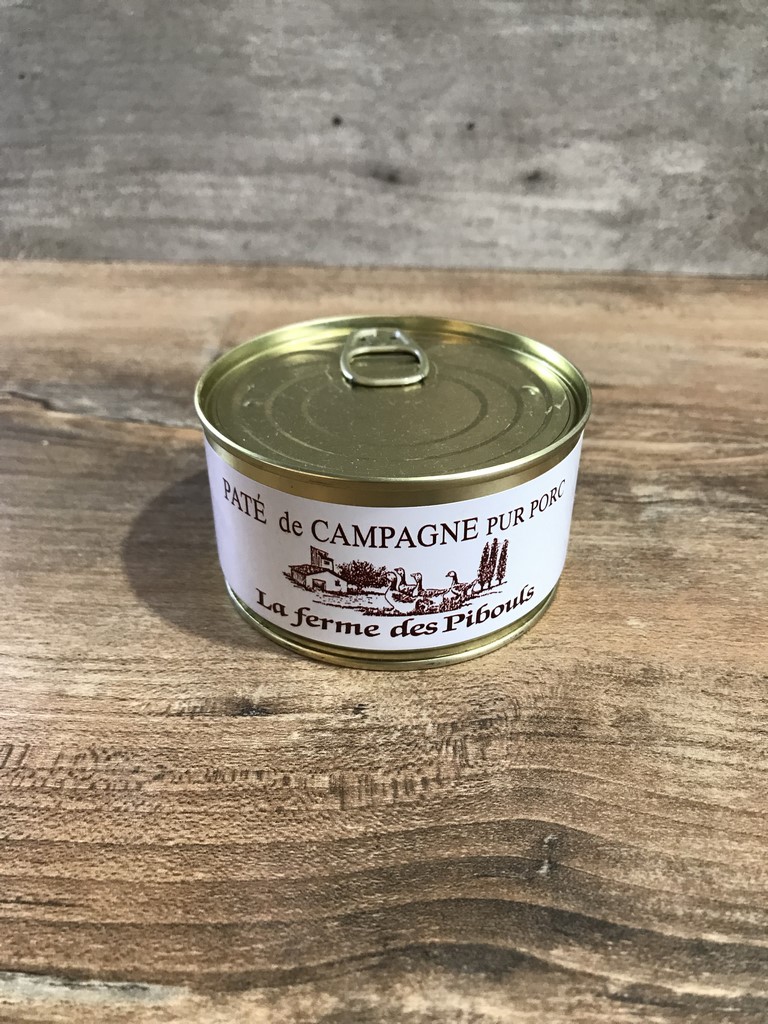 PATÉ de CAMPAGNE PUR PORC
La ferme des Pibouls